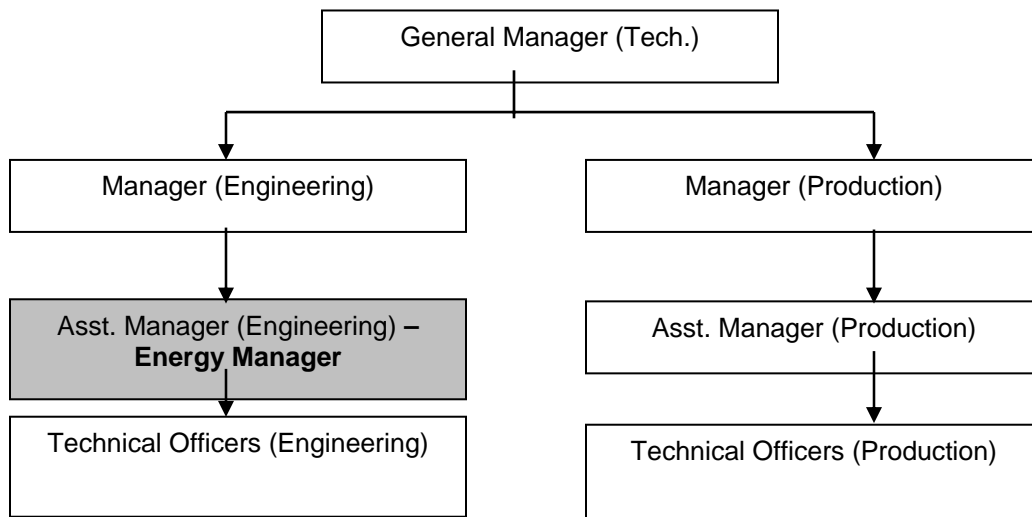 General Manager (Tech.)
Manager (Engineering)
Manager (Production)
Asst. Manager (Engineering) –
Energy Manager
Asst. Manager (Production)
Technical Officers (Engineering)
Technical Officers (Production)